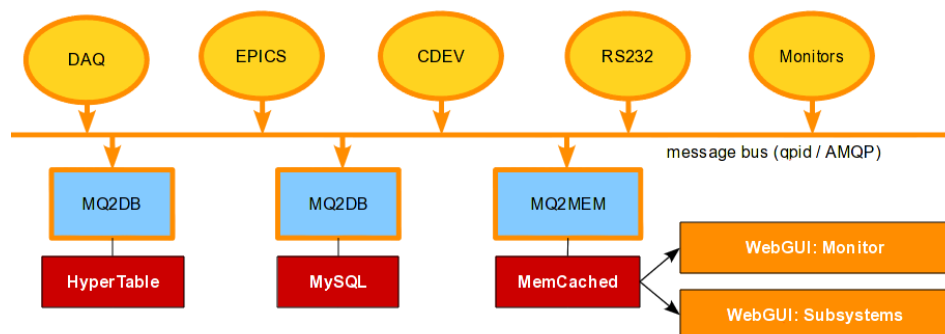 DAQ
EPICS
CDEV
RS232
Monitors
message bus (qpid / AMQP)
MQ2DB
MQ2DB
MQ2MEM
HyperTable
MySQL
MemCached
WebGUI: Monitor
WebGUI: Subsystems